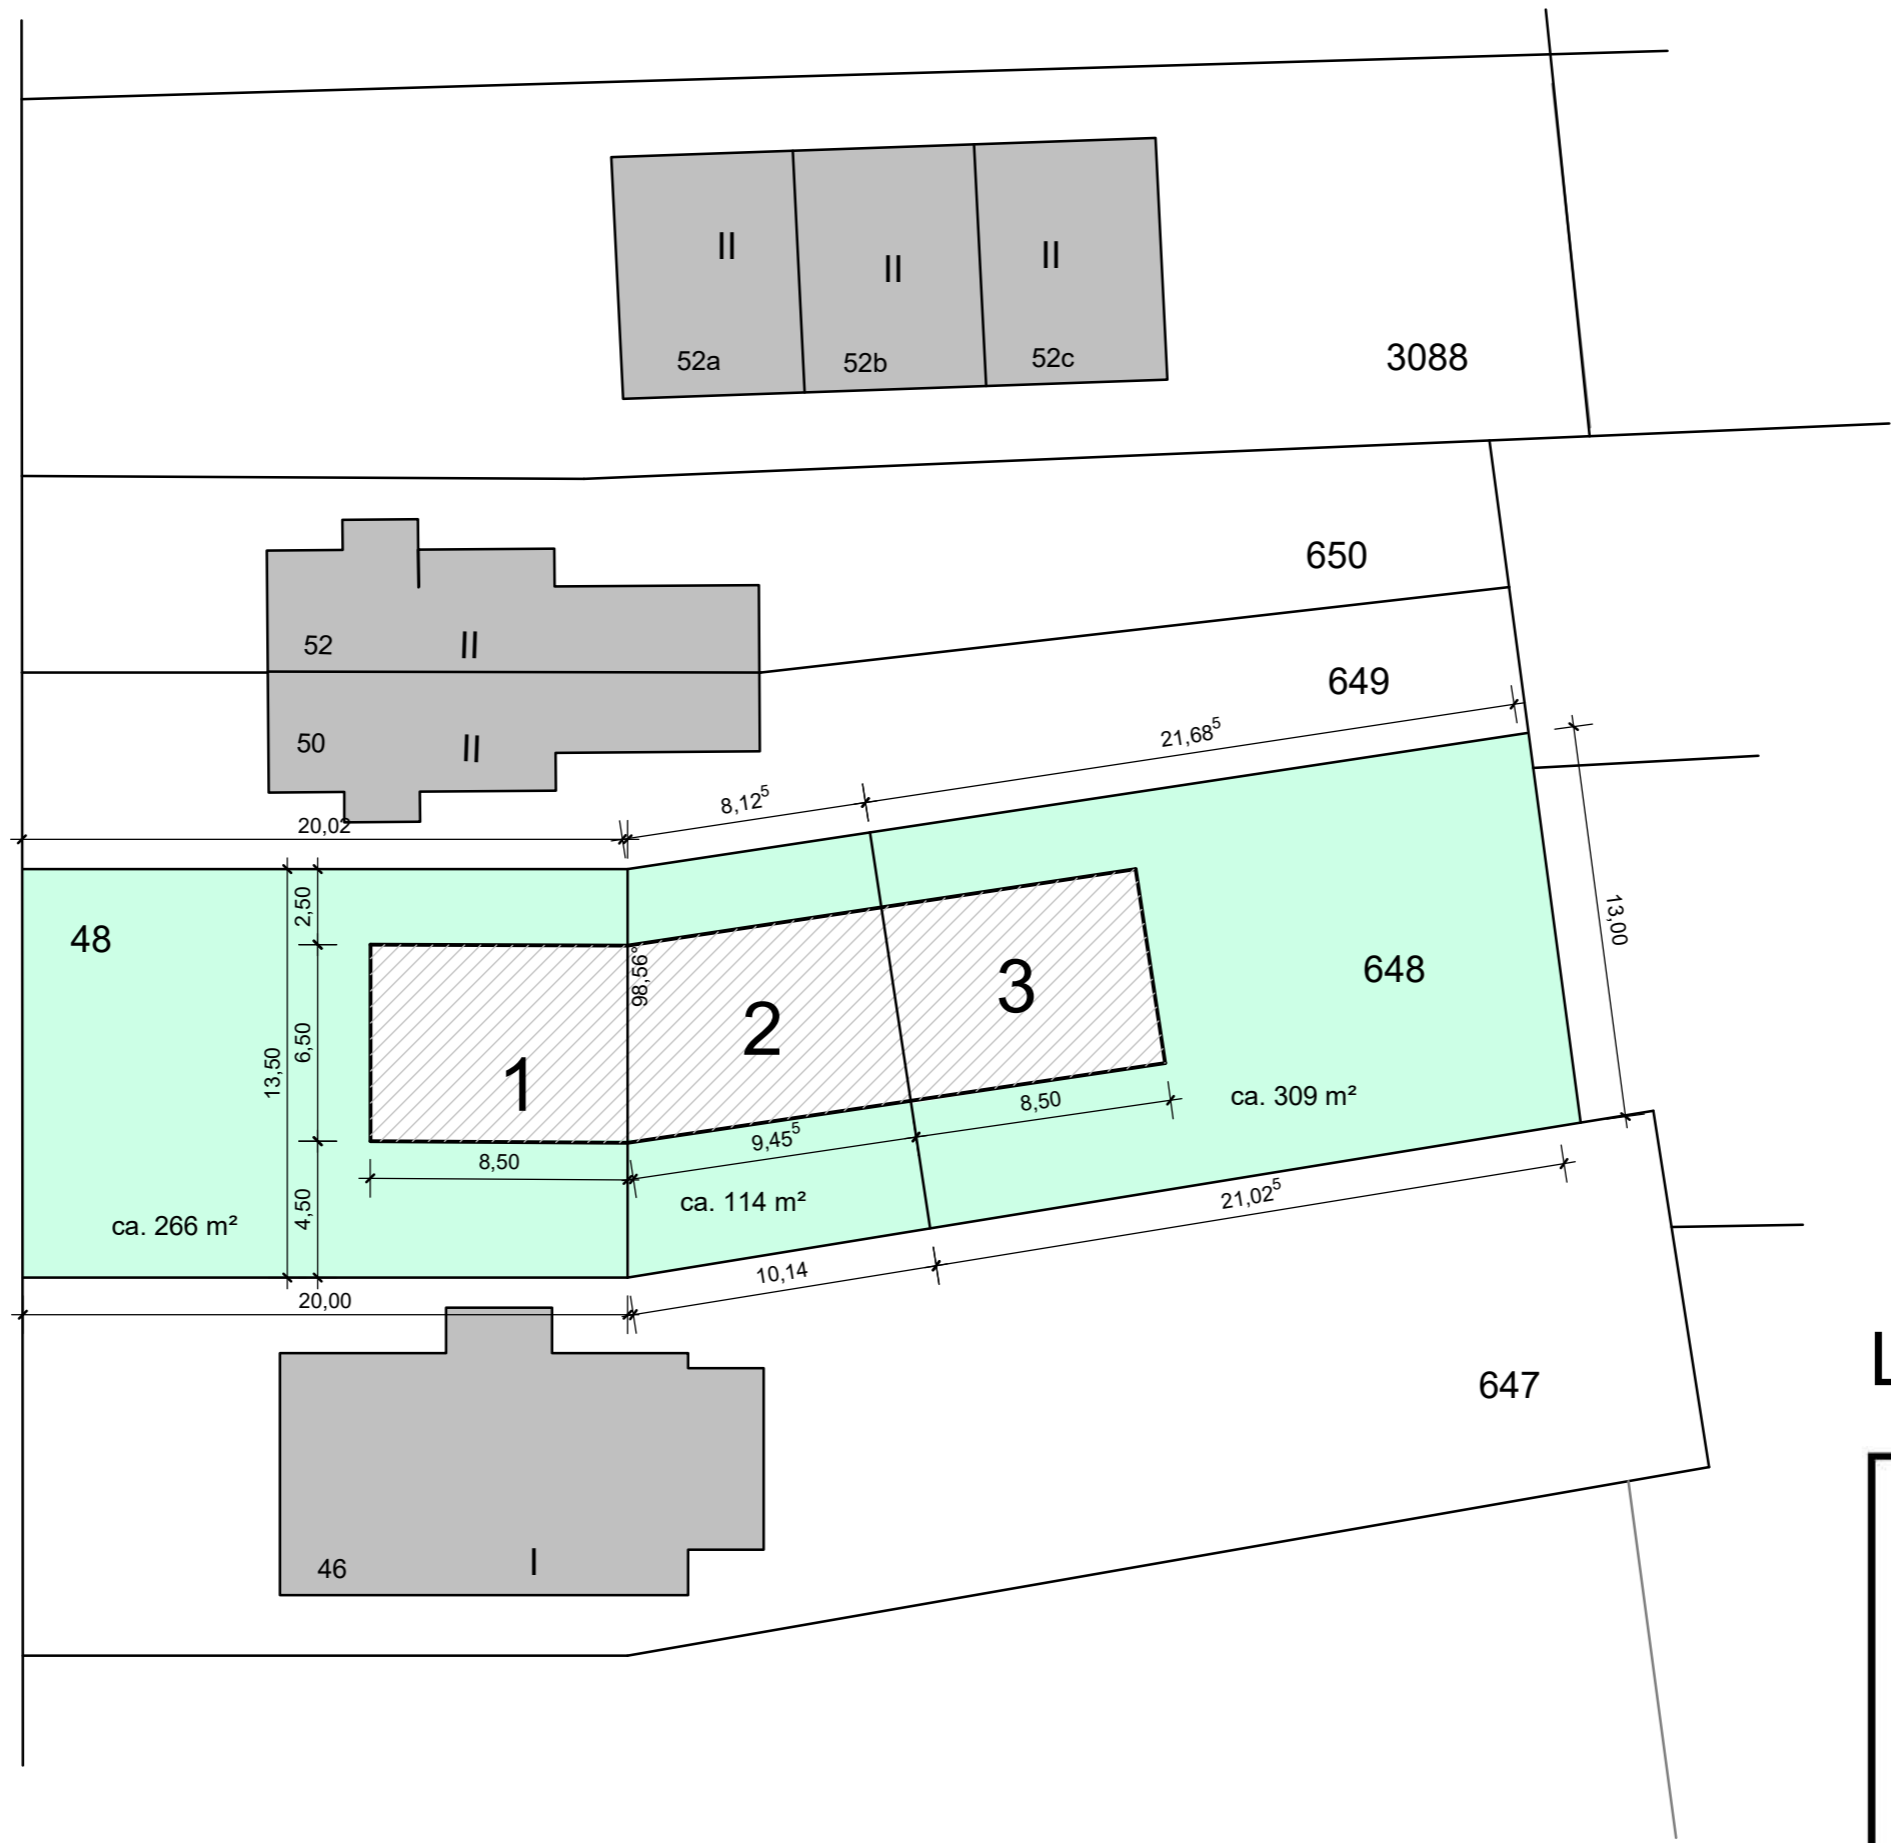 II
II
II
52a
52b
52c
3088
650
52
II
649
50
II
21,68⁵
8,12⁵
20,02
2,50
13,00
48
98,56°
648
3
2
6,50
13,50
1
ca. 309 m²
8,50
9,45⁵
8,50
4,50
ca. 114 m²
21,02⁵
ca. 266 m²
10,14
20,00
647
46
I